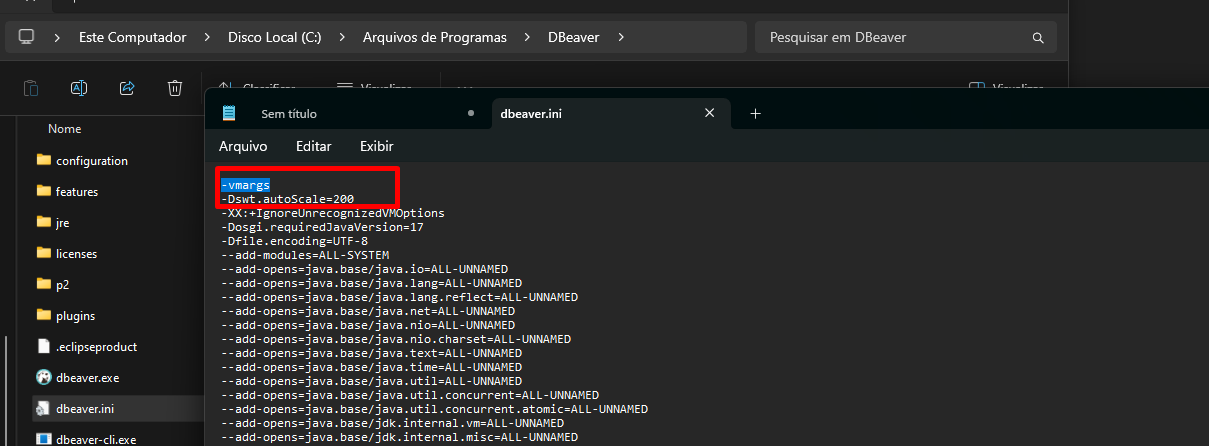 Este Computador > Disco Local (C:) > Arquivos de Programas > DBeaver >
Pesquisar em DBeaver
Classificar
Visualizar
Visualizar
Nome
configuration
features
jre
licenses
p2
plugins
.eclipseproduct
dbeaver.exe
dbeaver.ini
dbeaver-cli.exe
Sem título
dbeaver.ini
Arquivo Editar Exibir
-vmargs
-Dswt.autoScale=200
-XX:+IgnoreUnrecognizedVMOptions
-Dosgi.requiredJavaVersion=17
-Dfile.encoding=UTF-8
--add-modules=ALL-SYSTEM
--add-opens=java.base/java.io=ALL-UNNAMED
--add-opens=java.base/java.lang=ALL-UNNAMED
--add-opens=java.base/java.lang.reflect=ALL-UNNAMED
--add-opens=java.base/java.net=ALL-UNNAMED
--add-opens=java.base/java.nio=ALL-UNNAMED
--add-opens=java.base/java.nio.charset=ALL-UNNAMED
--add-opens=java.base/java.text=ALL-UNNAMED
--add-opens=java.base/java.time=ALL-UNNAMED
--add-opens=java.base/java.util=ALL-UNNAMED
--add-opens=java.base/java.util.concurrent=ALL-UNNAMED
--add-opens=java.base/java.util.concurrent.atomic=ALL-UNNAMED
--add-opens=java.base/jdk.internal.vm=ALL-UNNAMED
--add-opens=java.base/jdk.internal.misc=ALL-UNNAMED